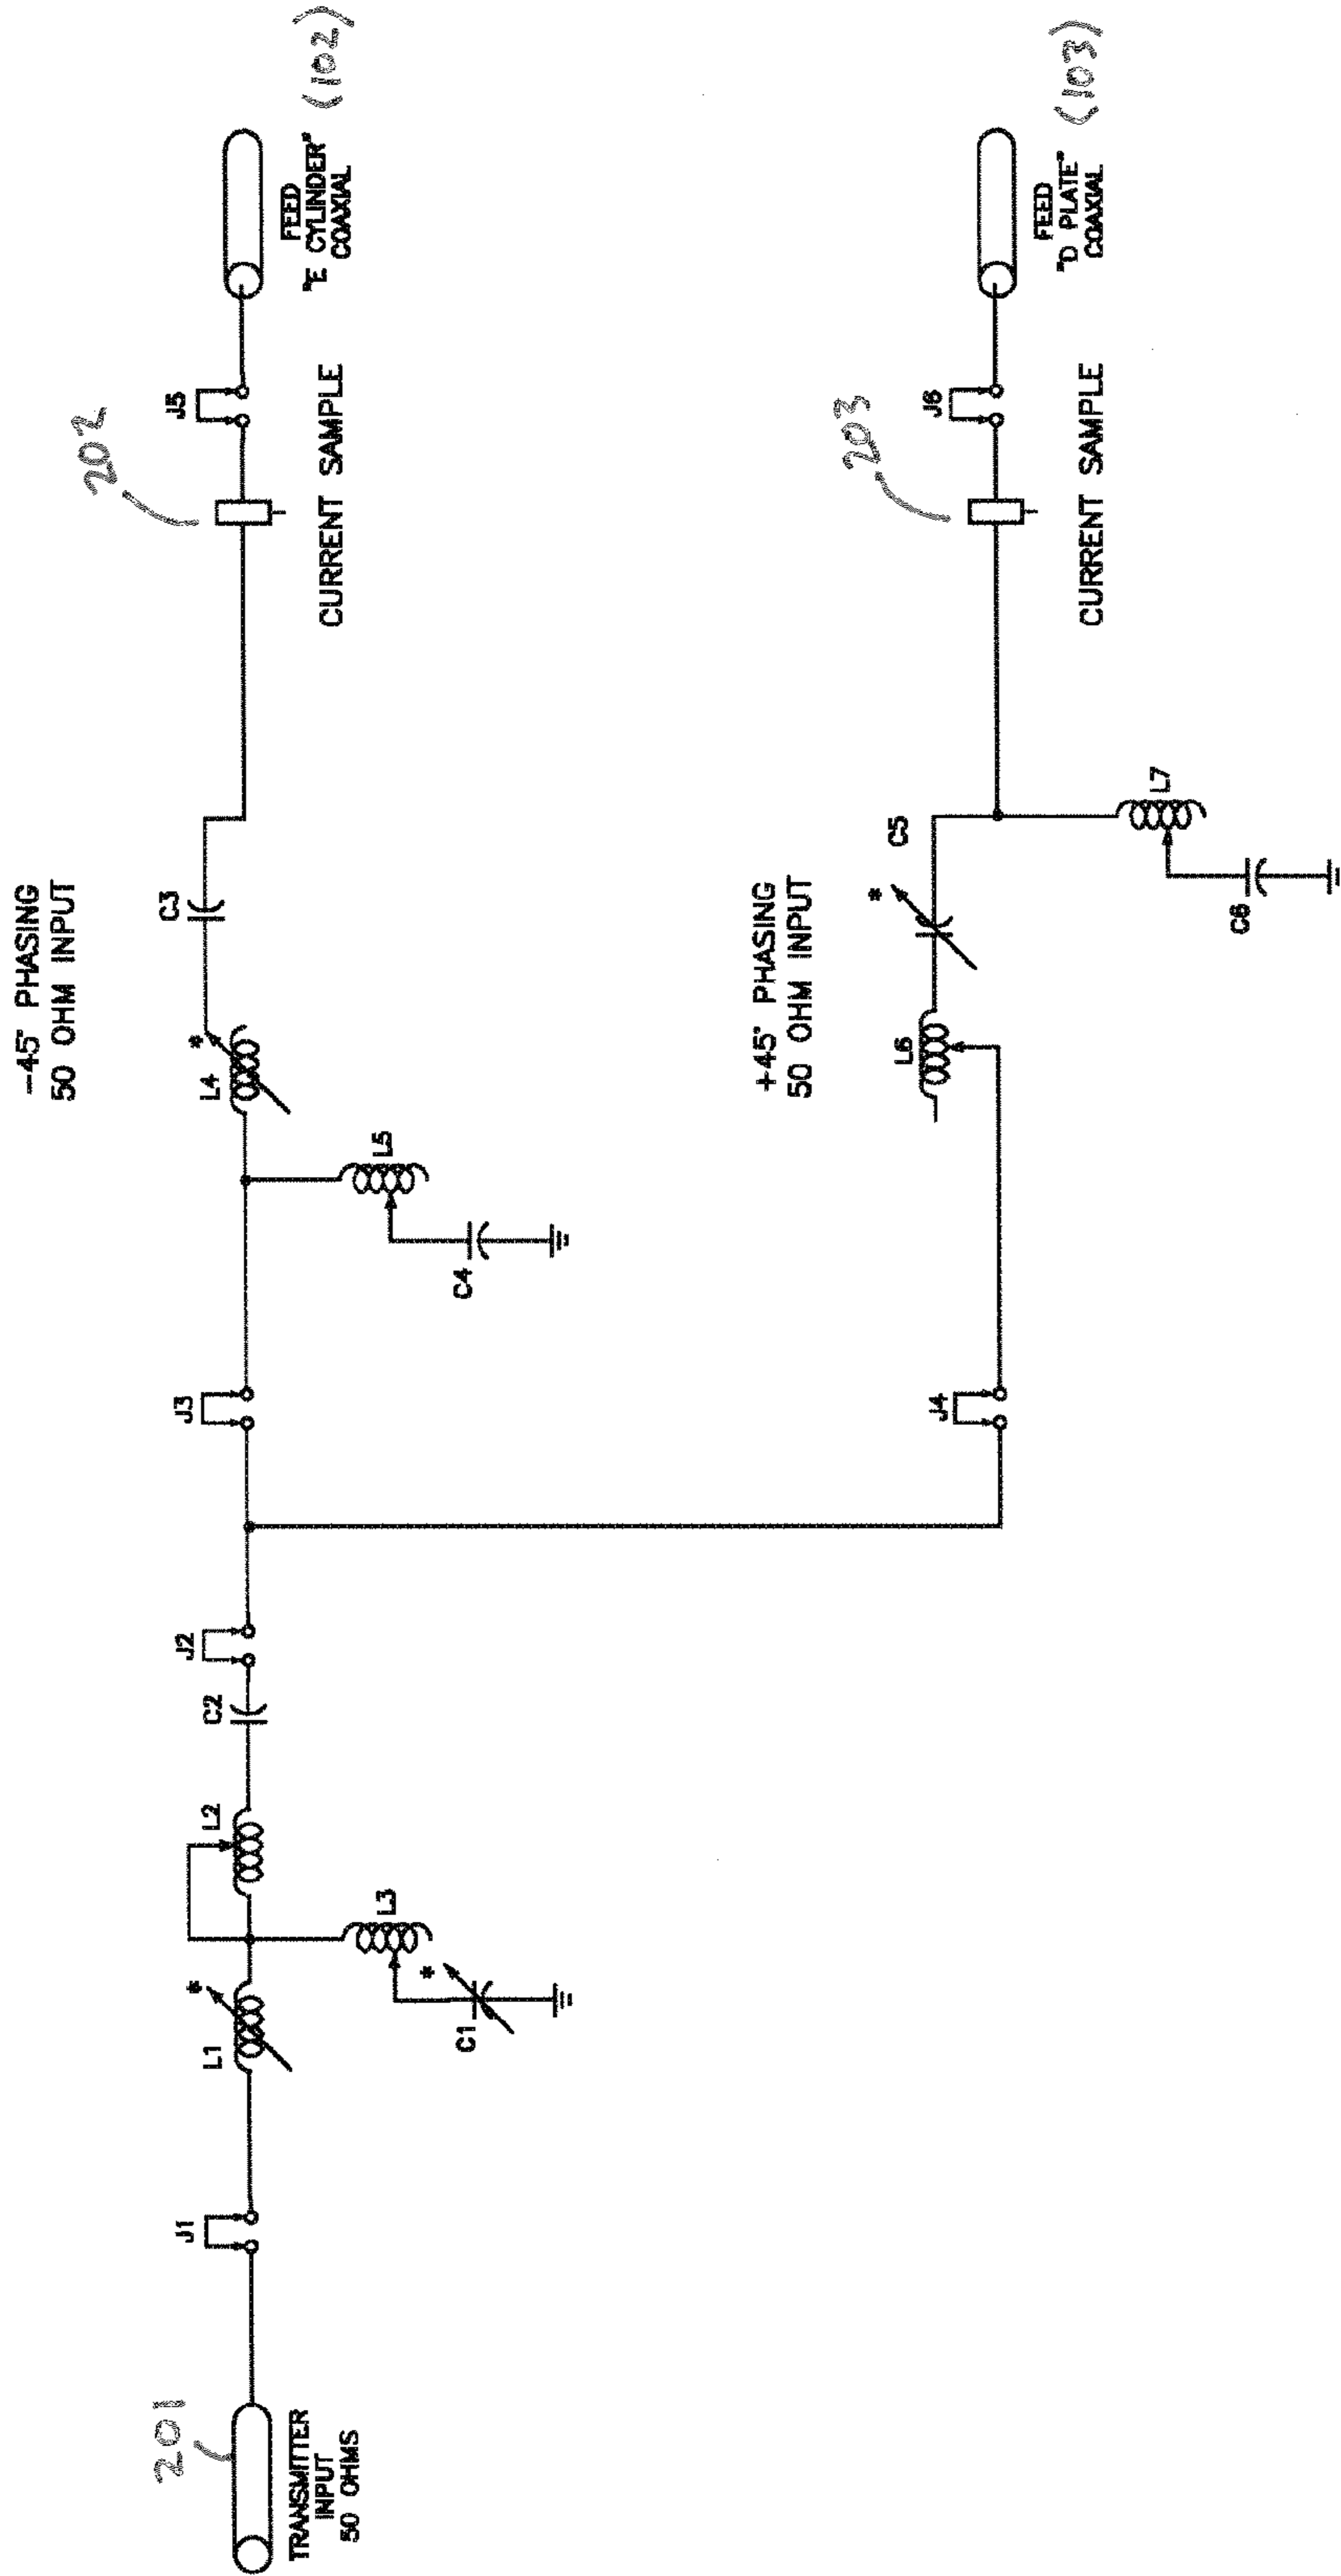 -45° PHASING
50 OHM INPUT
201
TRANSMITTER
INPUT
50 OHMS
J1
L1
*
L2
C2
J2
L3
*
C1
J3
L5
C4
L4
*
C3
202
J5
CURRENT SAMPLE
FEED
"E CYLINDER"
COAXIAL
(102)
+45° PHASING
50 OHM INPUT
J4
L6
*
C5
L7
C6
203
J6
CURRENT SAMPLE
FEED
"D PLATE"
COAXIAL
(103)